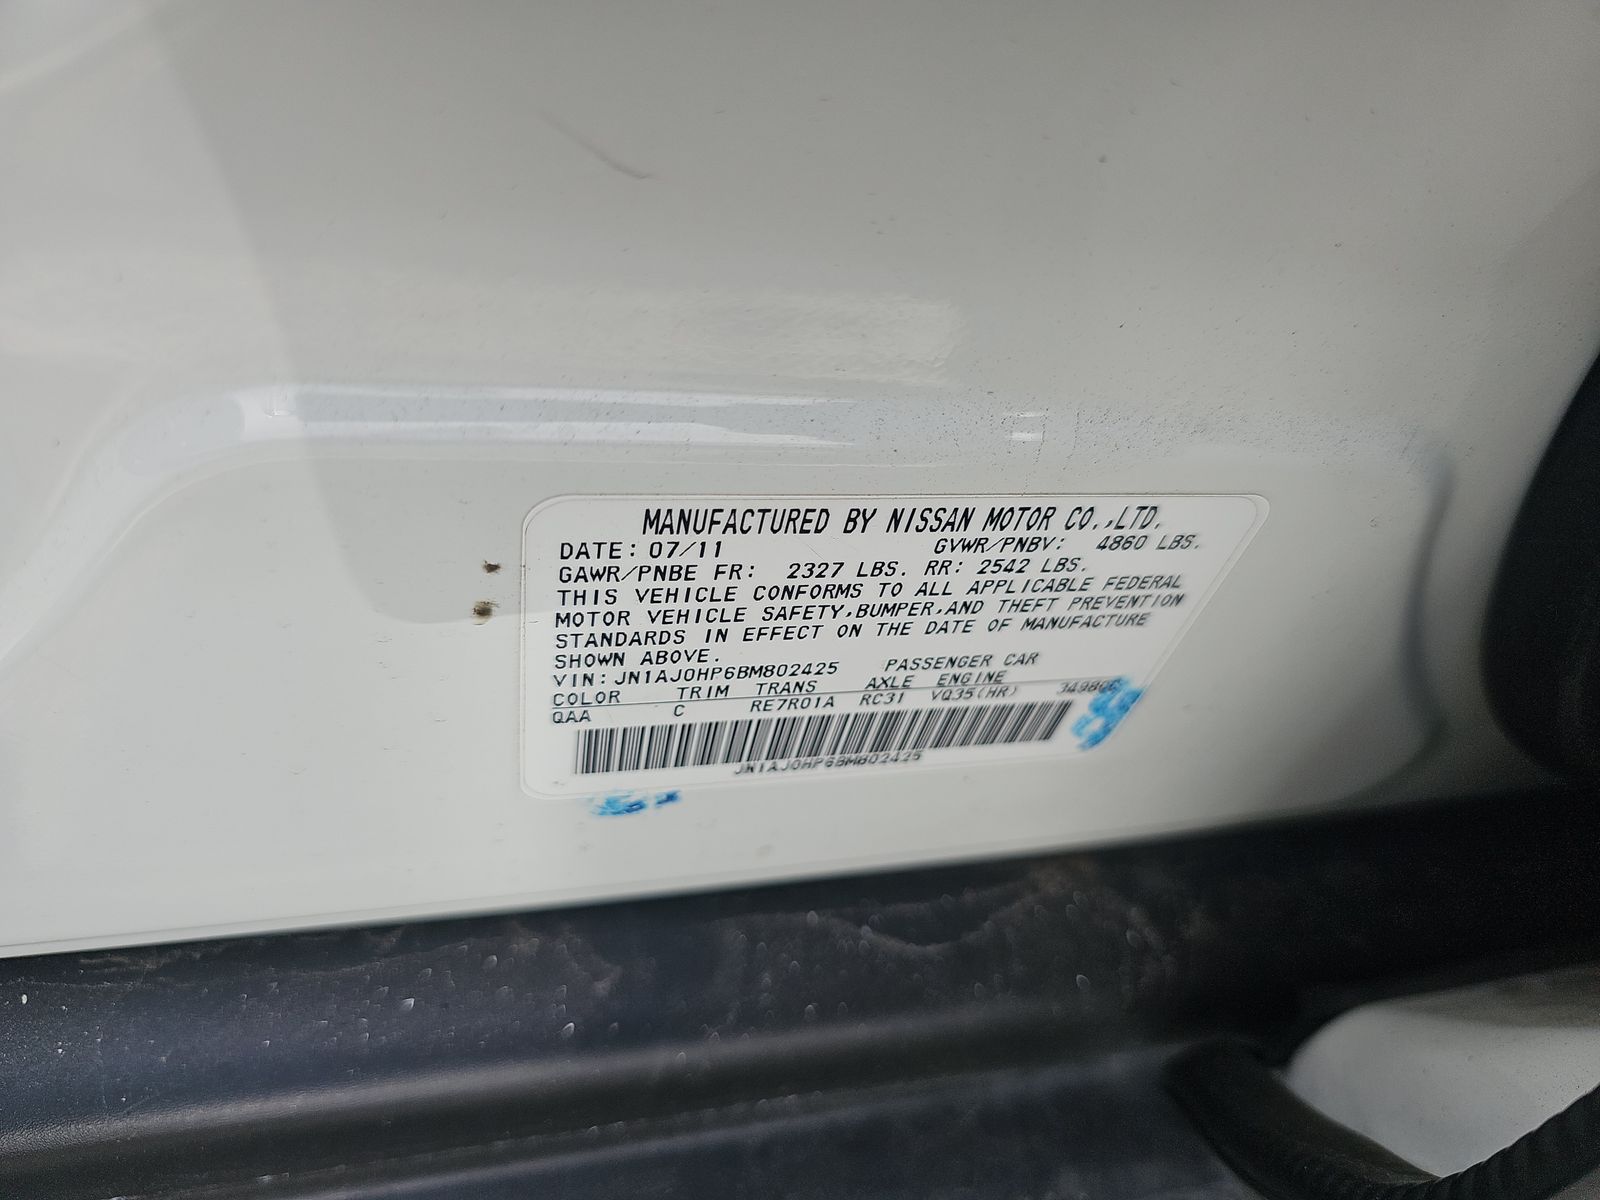 MANUFACTURED BY NISSAN MOTOR CO.,LTD.
DATE: 07/11 GVWR/PNBV: 4860 LBS.
GAWR/PNBE FR: 2327 LBS. RR: 2542 LBS.
THIS VEHICLE CONFORMS TO ALL APPLICABLE FEDERAL
MOTOR VEHICLE SAFETY,BUMPER,AND THEFT PREVENTION
STANDARDS IN EFFECT ON THE DATE OF MANUFACTURE
SHOWN ABOVE.
VIN: JN1AJ0HP6BM802425 PASSENGER CAR
COLOR TRIM TRANS AXLE ENGINE
QAA C RE7R01A RC31 VQ35(HR)
JN1AJ0HP6BM802425